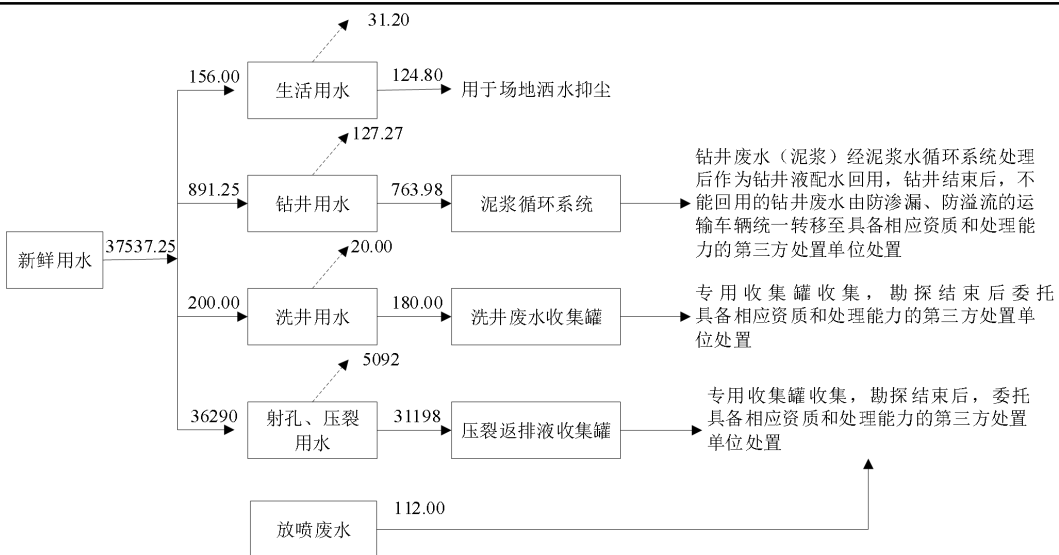 31.20
156.00
生活用水
124.80
用于场地洒水抑尘
127.27
891.25
钻井用水
763.98
泥浆循环系统
钻井废水（泥浆）经泥浆水循环系统处理
后作为钻井液配水回用，钻井结束后，不
能回用的钻井废水由防渗漏、防溢流的运
输车辆统一转移至具备相应资质和处理能
力的第三方处置单位处置
新鲜用水
37537.25
20.00
200.00
洗井用水
180.00
洗井废水收集罐
专用收集罐收集，勘探结束后委托
具备相应资质和处理能力的第三方处置单
位处置
5092
36290
射孔、压裂
用水
31198
压裂返排液收集罐
专用收集罐收集，勘探结束后，委托
具备相应资质和处理能力的第三方处置
单位处置
放喷废水
112.00